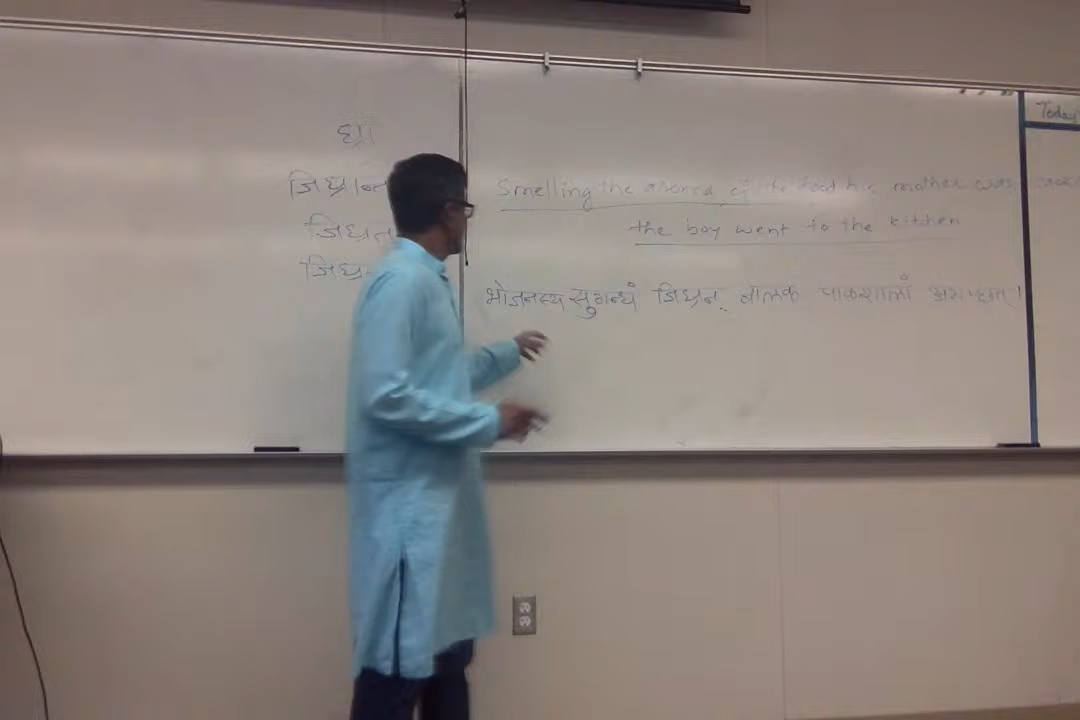 घ्रा
जिघ्र
जिघ्रत
जिघ्र
Smelling the aroma of the food his mother was
the boy went to the kitchen
भोजनस्य सुगन्धं जिघ्रन् बालक पाकशालां अगच्छत् ।
Today